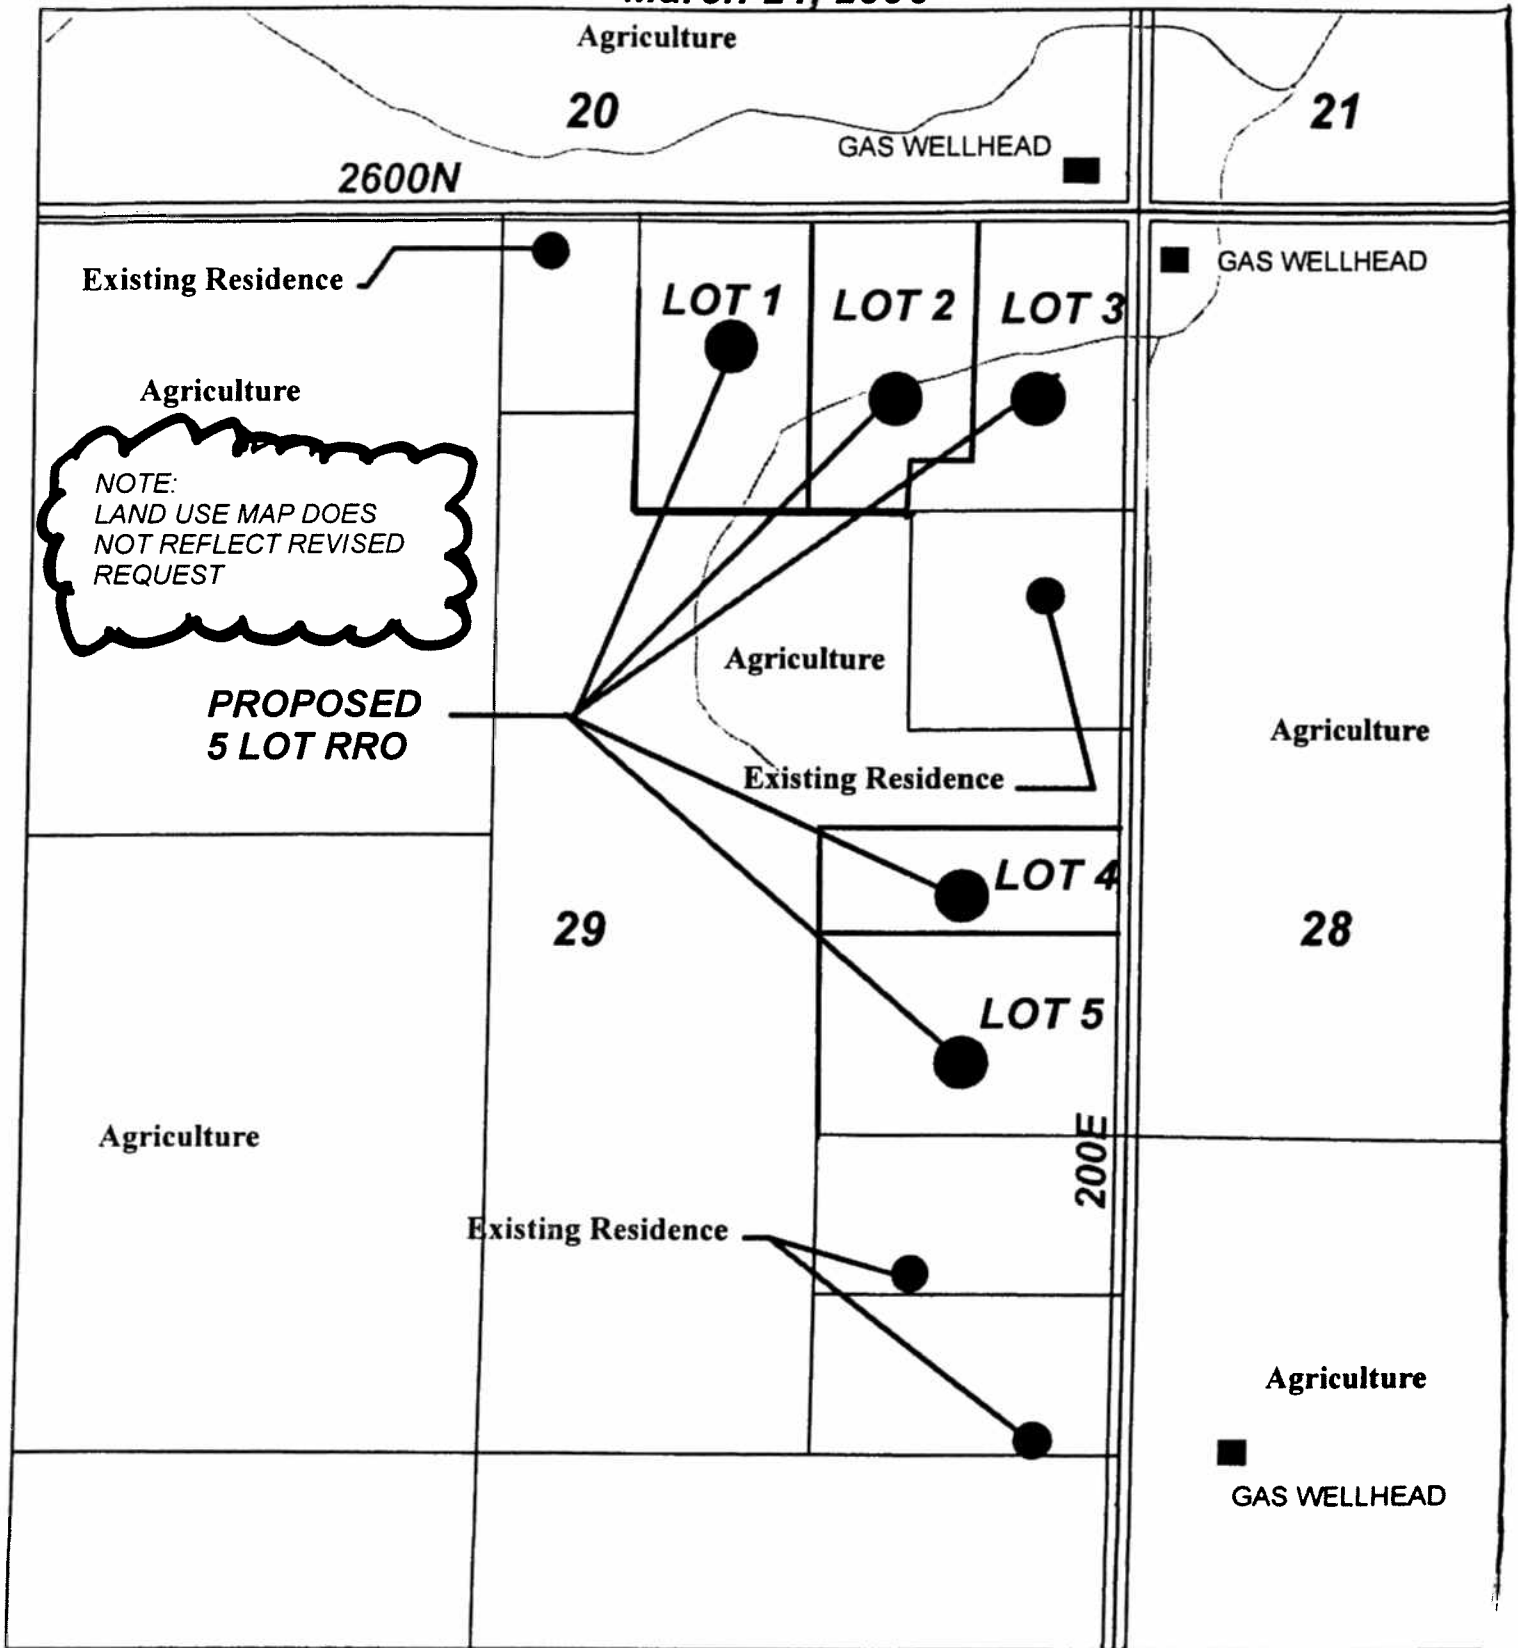 Agriculture
20
21
GAS WELLHEAD
2600N
Existing Residence
GAS WELLHEAD
LOT 1
LOT 2
LOT 3
Agriculture
NOTE:
LAND USE MAP DOES
NOT REFLECT REVISED
REQUEST
Agriculture
PROPOSED
5 LOT RRO
Agriculture
Existing Residence
LOT 4
29
28
LOT 5
Agriculture
200E
Existing Residence
Agriculture
GAS WELLHEAD